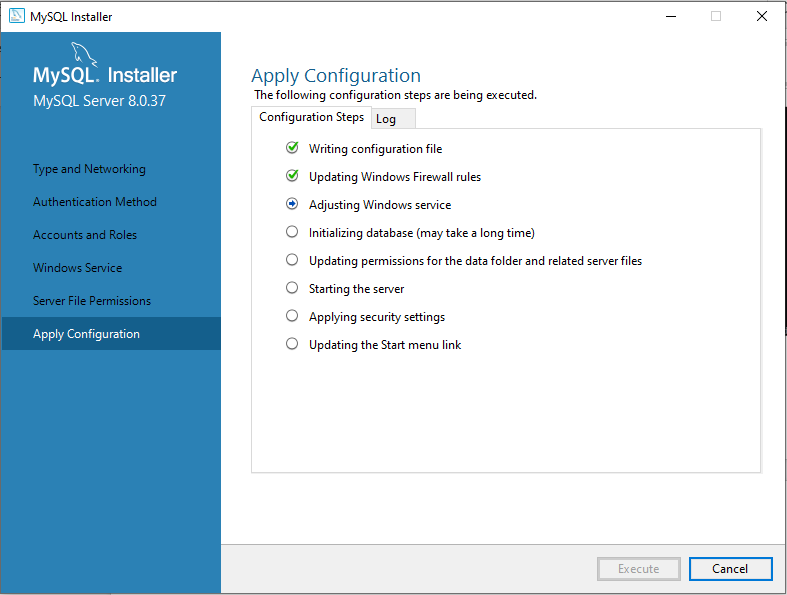 MySQL Installer
MySQL. Installer
MySQL Server 8.0.37
Type and Networking
Authentication Method
Accounts and Roles
Windows Service
Server File Permissions
Apply Configuration
Apply Configuration
The following configuration steps are being executed.
Configuration Steps
Log
Writing configuration file
Updating Windows Firewall rules
Adjusting Windows service
Initializing database (may take a long time)
Updating permissions for the data folder and related server files
Starting the server
Applying security settings
Updating the Start menu link
Execute
Cancel